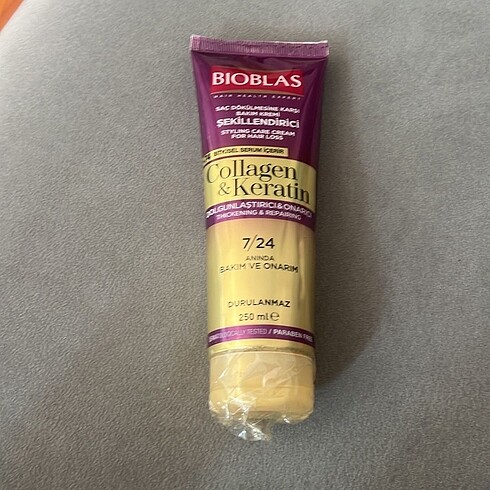 BIOBLAS
HAIR HEALTH EXPERT
SAÇ DÖKÜLMESİNE KARŞI
BAKIM KREMİ
ŞEKİLLENDİRİCİ
STYLING CARE CREAM
FOR HAIR LOSS
BİTKİSEL SERUM İÇERİR
Collagen
& Keratin
DOLGUNLAŞTIRICI & ONARICI
THICKENING & REPAIRING
7/24
ANINDA
BAKIM VE ONARIM
DURULANMAZ
250 ml ℮
TESTED / PARABEN FREE